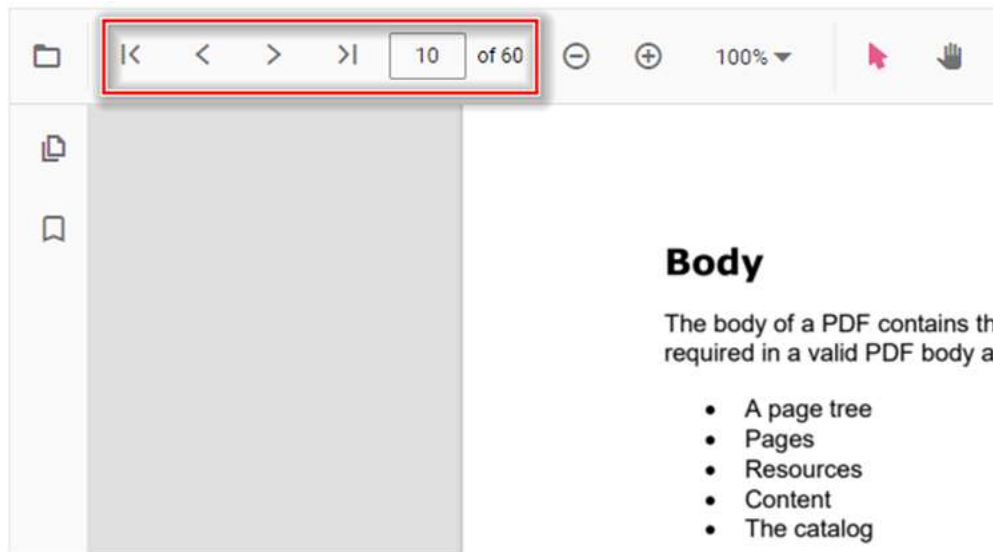 10 of 60 100%
Body
The body of a PDF contains th
required in a valid PDF body a
• A page tree
• Pages
• Resources
• Content
• The catalog